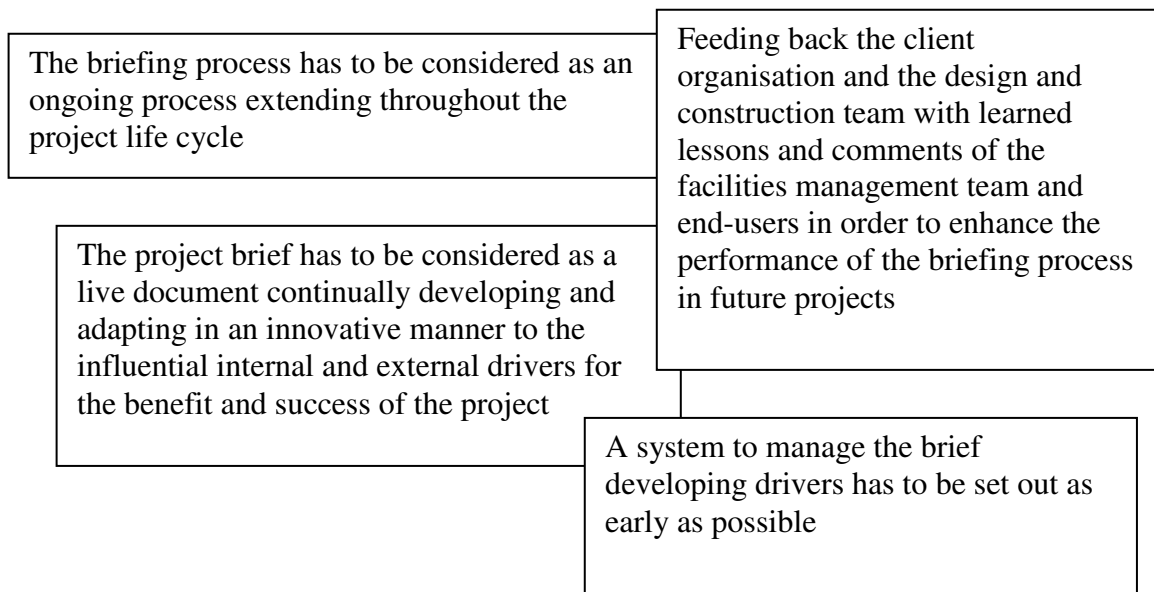 The briefing process has to be considered as an
ongoing process extending throughout the
project life cycle
Feeding back the client
organisation and the design and
construction team with learned
lessons and comments of the
facilities management team and
end-users in order to enhance the
performance of the briefing process
in future projects
The project brief has to be considered as a
live document continually developing and
adapting in an innovative manner to the
influential internal and external drivers for
the benefit and success of the project
A system to manage the brief
developing drivers has to be set out as
early as possible